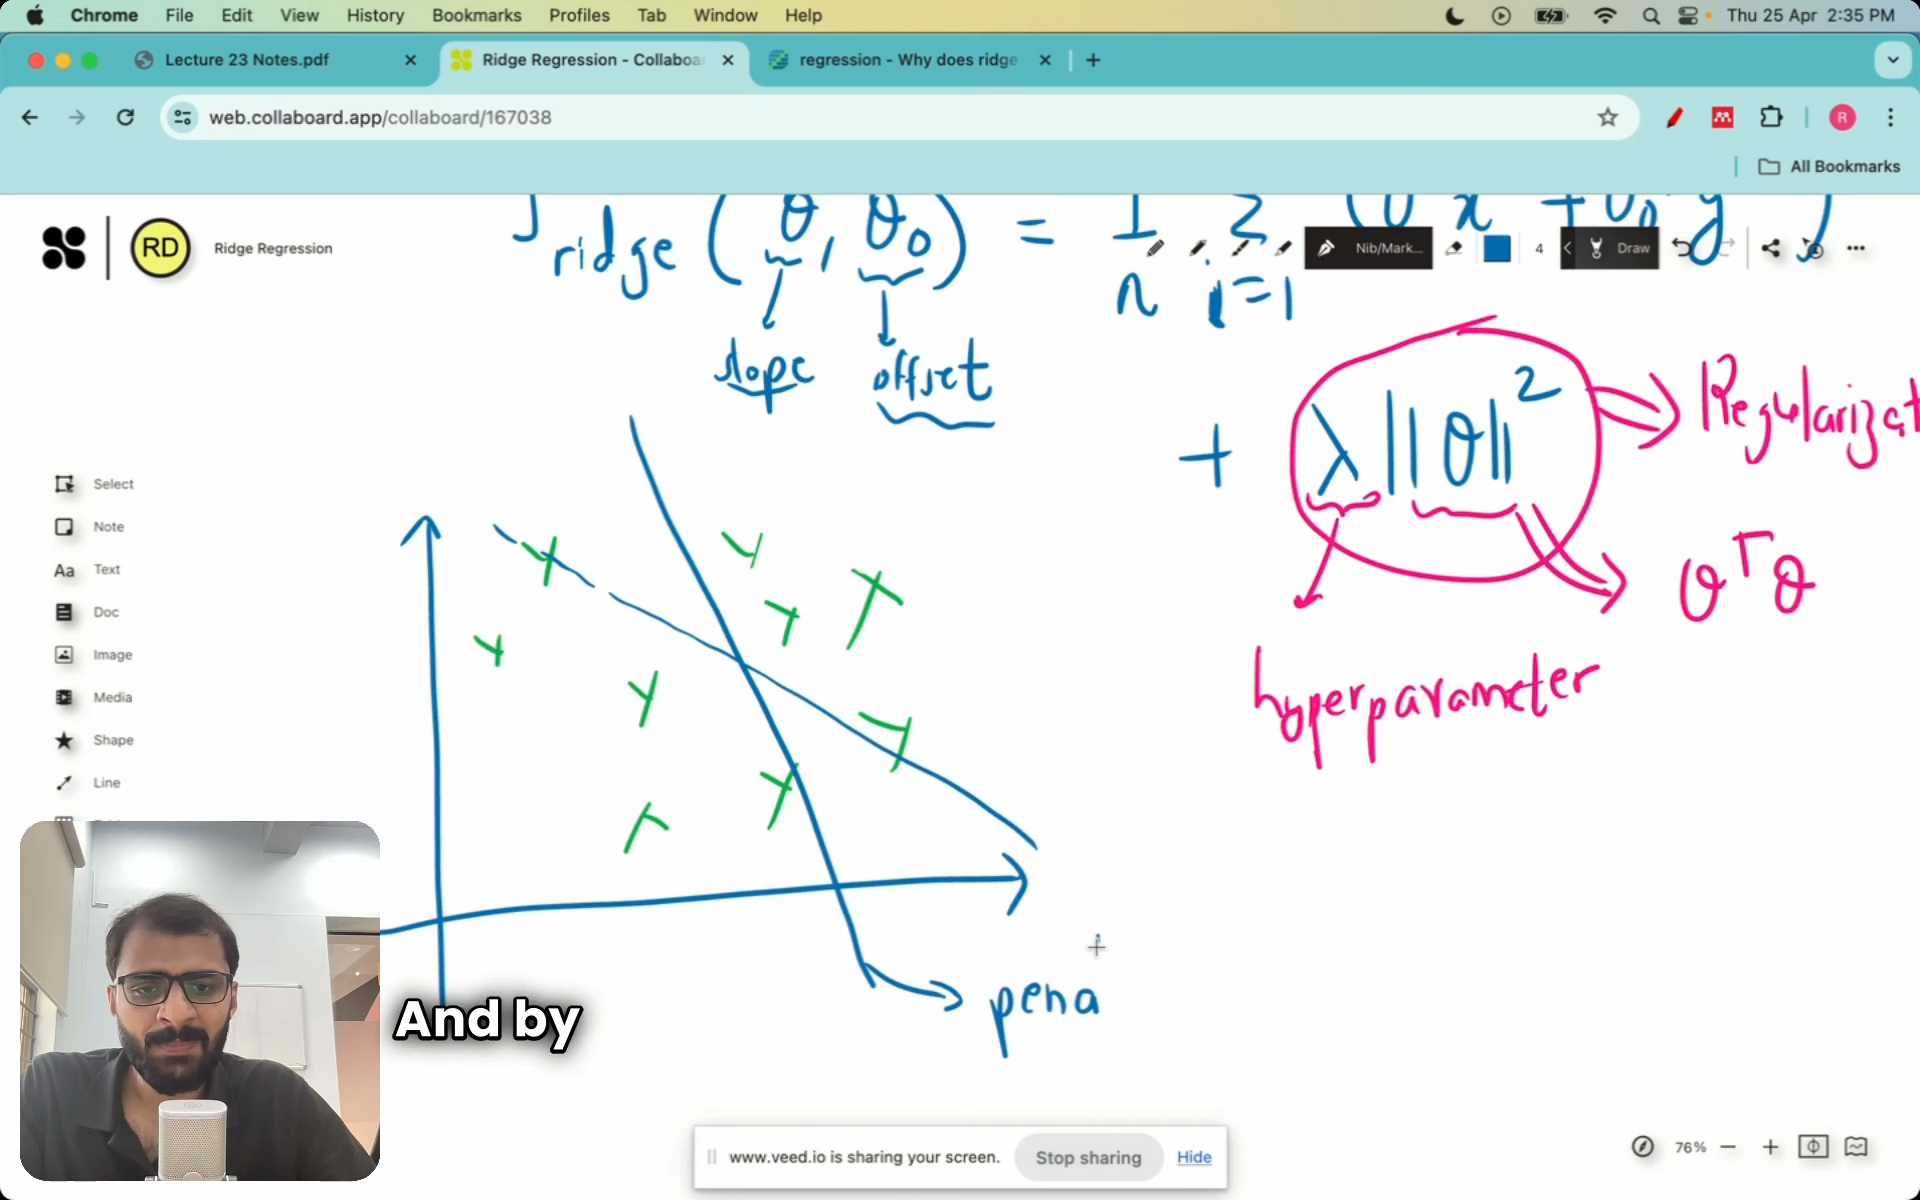 Chrome File Edit View History Bookmarks Profiles Tab Window Help Thu 25 Apr 2:35 PM
Lecture 23 Notes.pdf Ridge Regression - Collaboa regression - Why does ridge
web.collaboard.app/collaboard/167038 R
All Bookmarks
RD Ridge Regression
J ridge (θ, θ0) = 1 n Σ i=1 (θ x + θ0 y)
Nib/Mark... 4 Draw
slope offset
+ λ||θ||² Regularizat
θᵀθ
hyperparameter
Select
Note
Aa Text
Doc
Image
Media
Shape
Line
pena
And by
www.veed.io is sharing your screen. Stop sharing Hide
76%